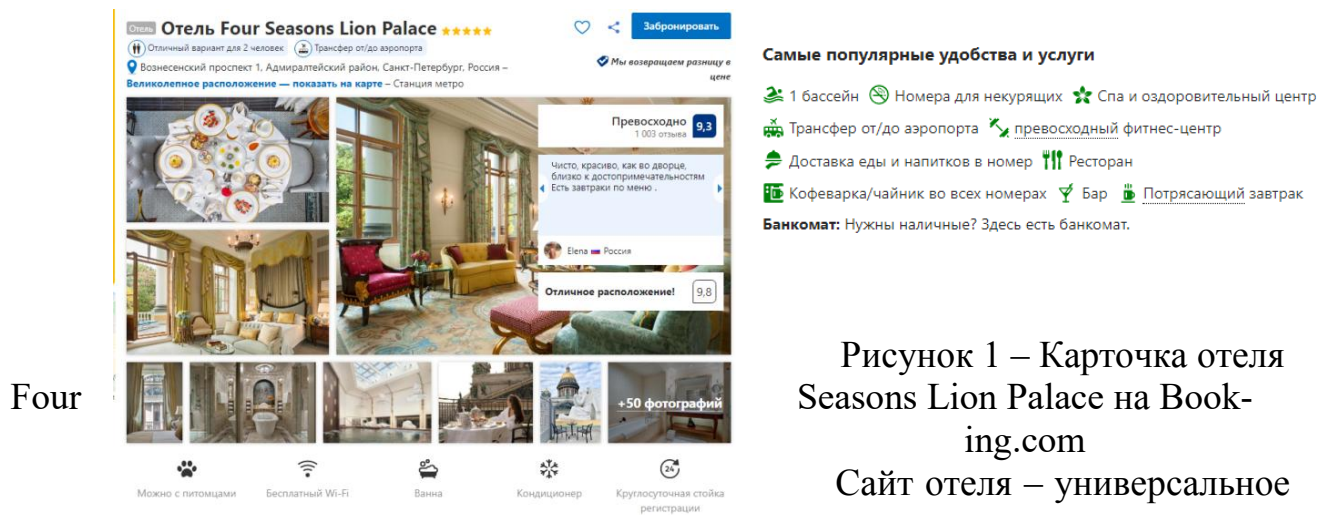 Отель Отель Four Seasons Lion Palace
Забронировать
Отличный вариант для 2 человек Трансфер от/до аэропорта
Вознесенский проспект 1, Адмиралтейский район, Санкт-Петербург, Россия –
Великолепное расположение — показать на карте – Станция метро
Мы возвращаем разницу в
цене
Превосходно 9,3
1 003 отзыва
Чисто, красиво, как во дворце,
близко к достопримечательностям
Есть завтраки по меню .
Elena Россия
Отличное расположение! 9,8
+50 фотографий
Можно с питомцами Бесплатный Wi-Fi Ванна Кондиционер 24 Круглосуточная стойка
регистрации
Самые популярные удобства и услуги
1 бассейн Номера для некурящих Спа и оздоровительный центр
Трансфер от/до аэропорта превосходный фитнес-центр
Доставка еды и напитков в номер Ресторан
Кофеварка/чайник во всех номерах Бар Потрясающий завтрак
Банкомат: Нужны наличные? Здесь есть банкомат.
Рисунок 1 – Карточка отеля
Four Seasons Lion Palace на Book-
ing.com
Сайт отеля – универсальное